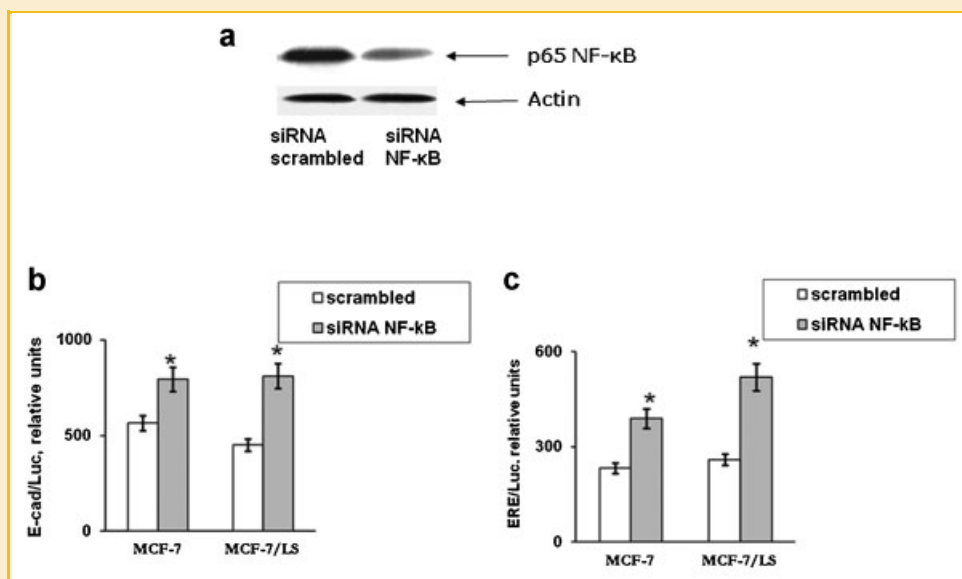 a
p65 NF-κB
Actin
siRNA siRNA
scrambled NF-κB
b
scrambled
siRNA NF-kB
E-cad/Luc, relative units
1000
500
0
* *
MCF-7 MCF-7/LS
c
scrambled
siRNA NF-kB
ERE/Luc. relative units
600
300
0
* *
MCF-7 MCF-7/LS